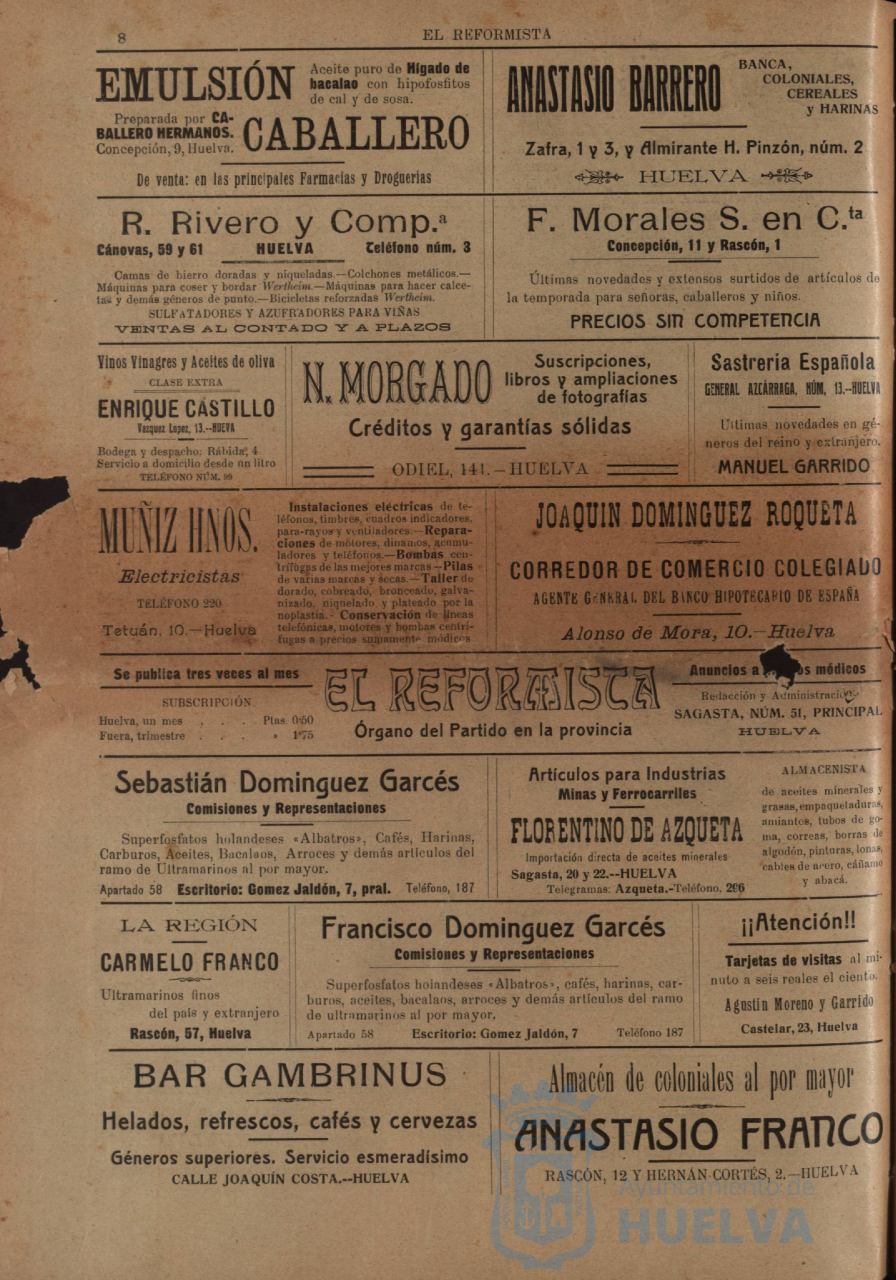 8
EL REFORMISTA
EMULSIÓN
Aceite puro de Hígado de
bacalao con hipofosfitos
de cal y de sosa.
Preparada por CA-
BALLERO HERMANOS.
Concepción, 9, Huelva.
CABALLERO
De venta: en las principales Farmacias y Droguerías
ANASTASIO BARRERO
BANCA,
COLONIALES,
CEREALES
y HARINAS
Zafra, 1 y 3, y Almirante H. Pinzón, núm. 2
HUELVA
R. Rivero y Comp.ª
Cánovas, 59 y 61 HUELVA Teléfono núm. 3
Camas de hierro doradas y niqueladas.—Colchones metálicos.—
Máquinas para coser y bordar Wertheim.—Máquinas para hacer calce-
tas y demás géneros de punto.—Bicicletas reforzadas Wertheim.
SULFATADORES Y AZUFRADORES PARA VIÑAS
VENTAS AL CONTADO Y A PLAZOS
F. Morales S. en C.ta
Concepción, 11 y Rascón, 1
Últimas novedades y extensos surtidos de artículos de
la temporada para señoras, caballeros y niños.
PRECIOS SIN COMPETENCIA
Vinos Vinagres y Aceites de oliva
CLASE EXTRA
ENRIQUE CASTILLO
Vazquez Lopez, 13.--HUEVA
Bodega y despacho: Rábida, 4
Servicio a domicilio desde un litro
TELÉFONO NÚM. 99
N. MORGADO
Suscripciones,
libros y ampliaciones
de fotografías
Créditos y garantías sólidas
ODIEL, 141.—HUELVA
Sastreria Española
GENERAL AZCÁRRAGA, NÚM, 13.--HUELVA
Ultimas novedades en gé-
neros del reino y extranjero.
MANUEL GARRIDO
MUÑIZ HNOS.
Electricistas
TELÉFONO 220
Tetuán, 10.—Huelva
Instalaciones eléctricas de te-
léfonos, timbres, cuadros indicadores,
para-rayos y ventiladores.—Repara-
ciones de mótores, dinamos, acumu-
ladores y teléfonos.—Bombas cen-
trífugas de las mejores marcas—Pilas
de varias marcas y secas.—Taller de
dorado, cobreado, bronceado, galva-
nizado, niquelado y plateado por la
noplastia.—Conservación de líneas
telefónicas, motores y bombas centri-
fugas a precios sumamente módicos
JOAQUIN DOMINGUEZ ROQUETA
CORREDOR DE COMERCIO COLEGIADO
AGENTE GENERAL DEL BANCO HIPOTECARIO DE ESPAÑA
Alonso de Mora, 10.—Huelva
Se publica tres veces al mes
SUBSCRIPCIÓN
Huelva, un mes . . . Ptas. 0'50
Fuera, trimestre . . . » 1'75
EL REFORMISTA
Órgano del Partido en la provincia
Anuncios a módicos
Redacción y Administración
SAGASTA, NÚM. 51, PRINCIPAL
HUELVA
Sebastián Dominguez Garcés
Comisiones y Representaciones
Superfosfatos holandeses «Albatros», Cafés, Harinas,
Carburos, Aceites, Bacalaos, Arroces y demás artículos del
ramo de Ultramarinos al por mayor.
Apartado 58 Escritorio: Gomez Jaldón, 7, pral. Teléfono, 187
Artículos para Industrias
Minas y Ferrocarriles
FLORENTINO DE AZQUETA
Importación directa de aceites minerales
Sagasta, 20 y 22.--HUELVA
Telegramas: Azqueta.-Teléfono, 206
ALMACENISTA
de aceites minerales y
grasas, empaquetaduras,
amiantos, tubos de go-
ma, correas, borras de
algodón, pinturas, lonas,
cables de acero, cáñamo
y abacá.
LA REGIÓN
CARMELO FRANCO
Ultramarinos finos
del país y extranjero
Rascón, 57, Huelva
Francisco Dominguez Garcés
Comisiones y Representaciones
Superfosfatos holandeses «Albatros», cafés, harinas, car-
buros, aceites, bacalaos, arroces y demás artículos del ramo
de ultramarinos al por mayor.
Apartado 58 Escritorio: Gomez Jaldón, 7 Teléfono 187
¡¡Atención!!
Tarjetas de visitas al mi-
nuto a seis reales el ciento.
Agustin Moreno y Garrido
Castelar, 23, Huelva
BAR GAMBRINUS
Helados, refrescos, cafés y cervezas
Géneros superiores. Servicio esmeradísimo
CALLE JOAQUÍN COSTA.--HUELVA
Almacén de coloniales al por mayor
ANASTASIO FRANCO
RASCÓN, 12 Y HERNÁN-CORTÉS, 2.—HUELVA
Ayuntamiento de
HUELVA